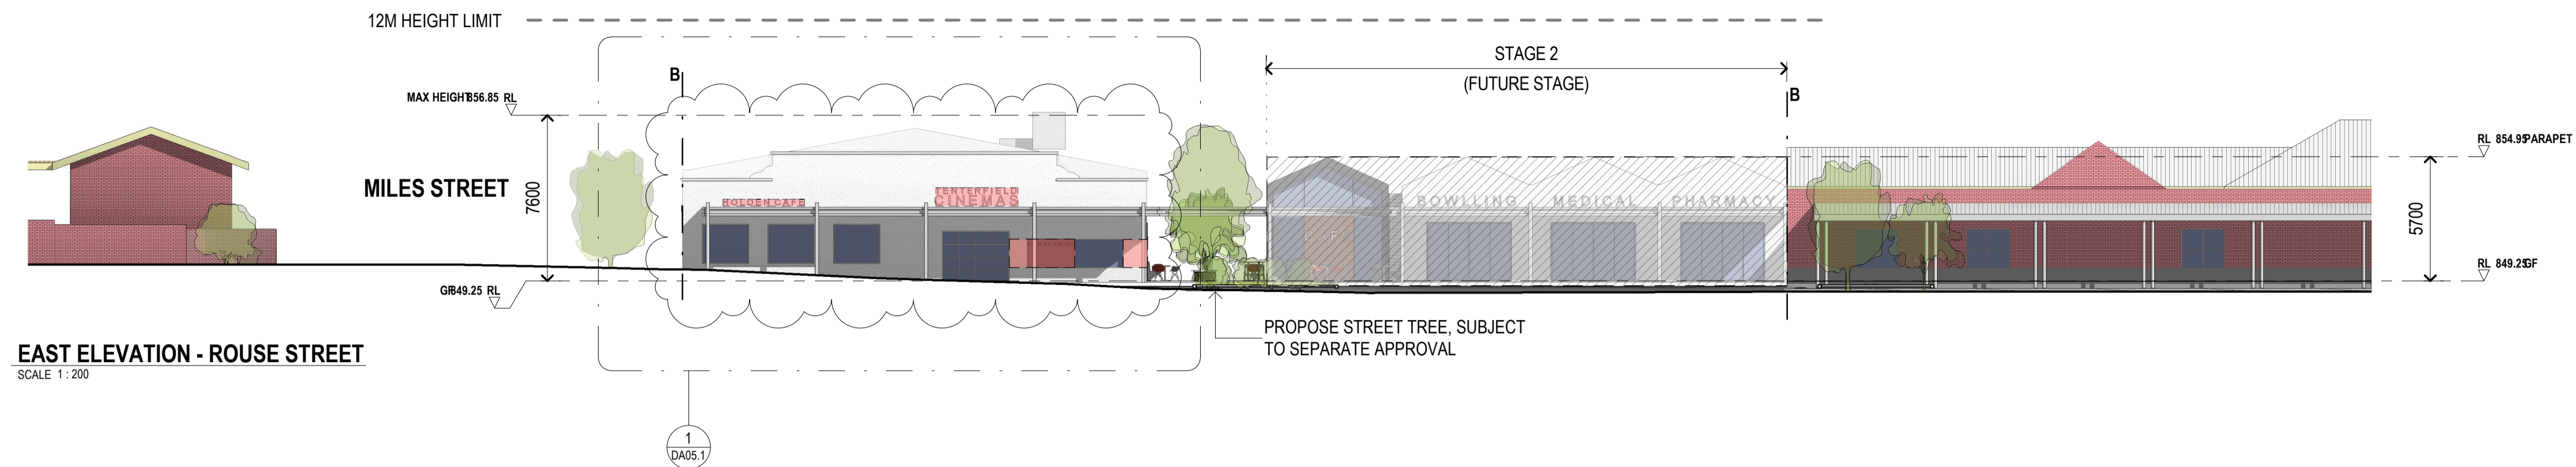 12M HEIGHT LIMIT
STAGE 2
(FUTURE STAGE)
B
B
MAX HEIGHT 856.85 RL
RL 854.95 PARAPET
MILES STREET
7600
5700
HOLDEN CAFE
TENTERFIELD
CINEMAS
BOWLLING
MEDICAL
PHARMACY
CAFE
GF 849.25 RL
RL 849.25 GF
PROPOSE STREET TREE, SUBJECT
TO SEPARATE APPROVAL
EAST ELEVATION - ROUSE STREET
SCALE 1 : 200
1
DA05.1